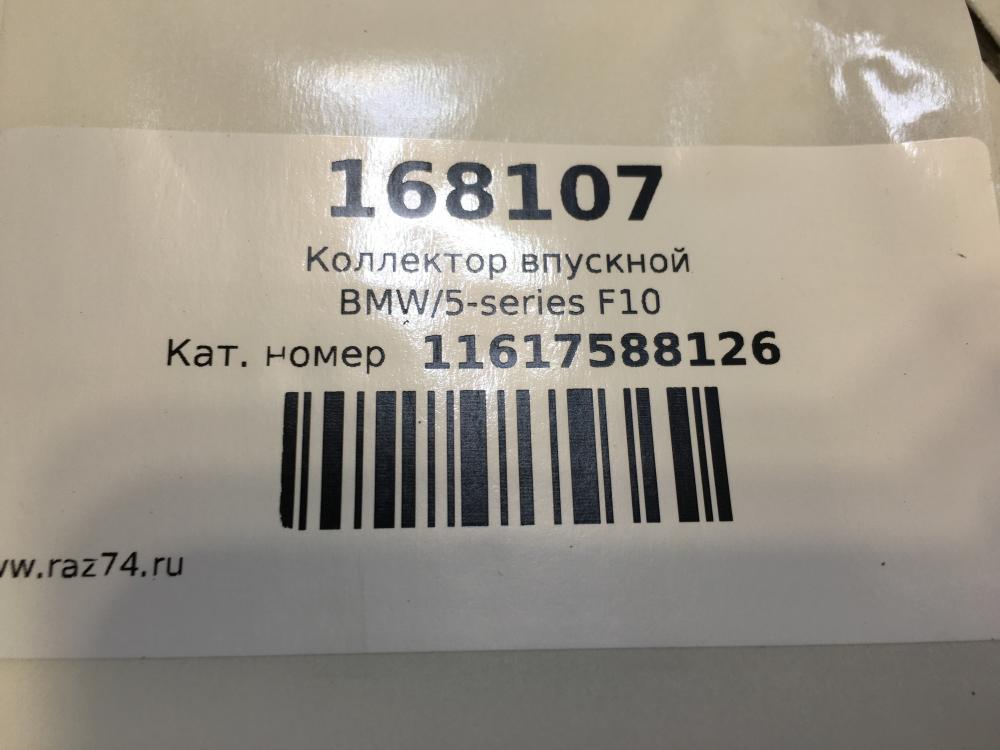 168107
Коллектор впускной
BMW/5-series F10
Кат. номер 11617588126
w.raz74.ru